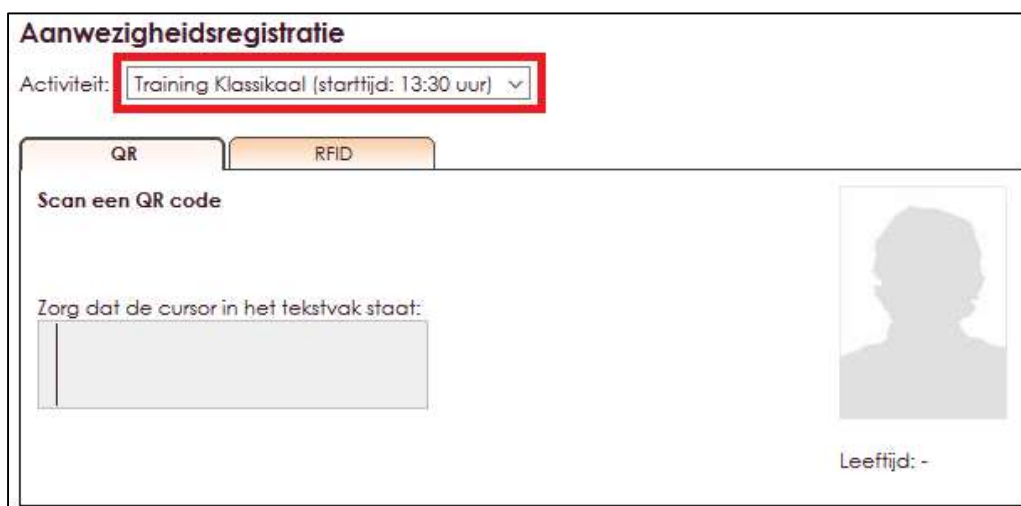 Aanwezigheidsregistratie
Activiteit: Training Klassikaal (starttijd: 13:30 uur)
QR RFID
Scan een QR code
Zorg dat de cursor in het tekstvak staat:
Leeftijd: -